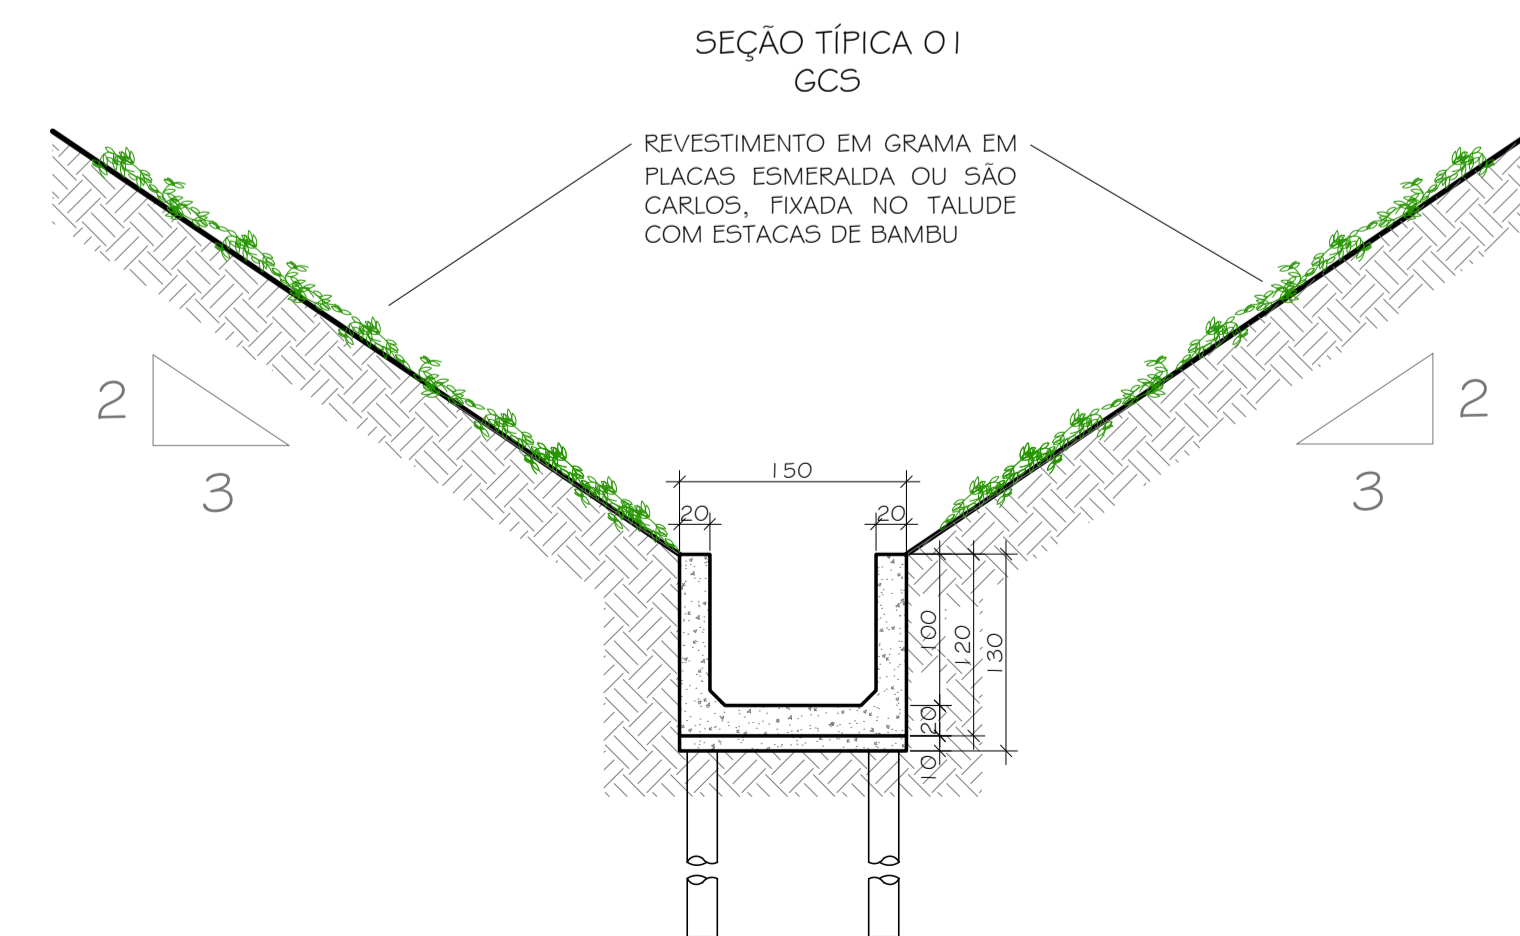 SEÇÃO TÍPICA 01
GCS
REVESTIMENTO EM GRAMA EM
PLACAS ESMERALDA OU SÃO
CARLOS, FIXADA NO TALUDE
COM ESTACAS DE BAMBU
2
3
2
3
150
20
20
100
120
130
20
10